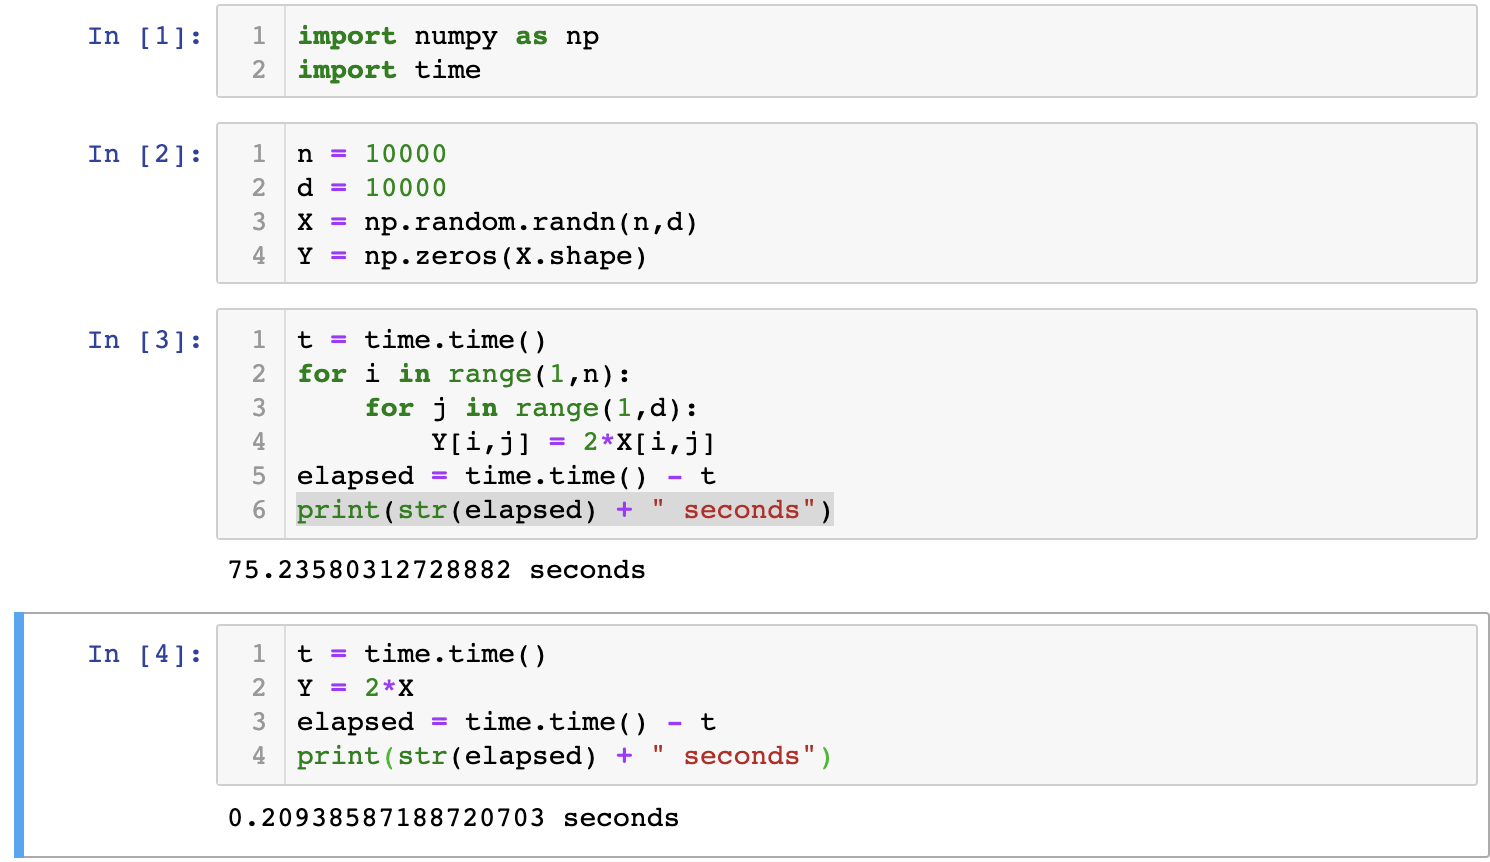 In [1]:
1 import numpy as np
2 import time
In [2]:
1 n = 10000
2 d = 10000
3 X = np.random.randn(n,d)
4 Y = np.zeros(X.shape)
In [3]:
1 t = time.time()
2 for i in range(1,n):
3     for j in range(1,d):
4         Y[i,j] = 2*X[i,j]
5 elapsed = time.time() - t
6 print(str(elapsed) + " seconds")
75.23580312728882 seconds
In [4]:
1 t = time.time()
2 Y = 2*X
3 elapsed = time.time() - t
4 print(str(elapsed) + " seconds")
0.20938587188720703 seconds